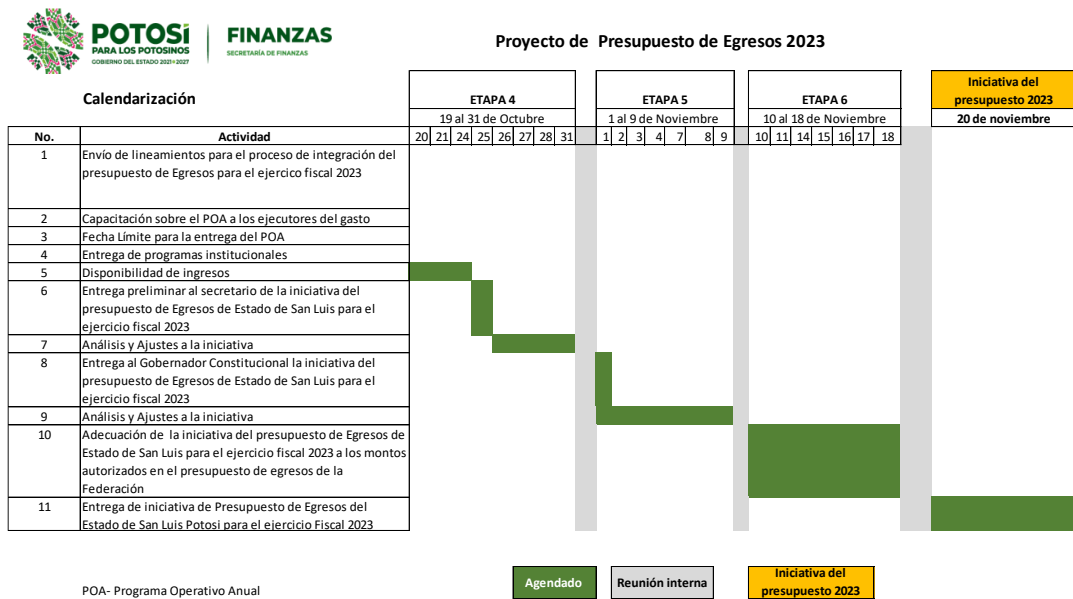 POTOSÍ
PARA LOS POTOSINOS
GOBIERNO DEL ESTADO 2021•2027
FINANZAS
SECRETARÍA DE FINANZAS
Proyecto de Presupuesto de Egresos 2023
Calendarización
ETAPA 4
ETAPA 5
ETAPA 6
Iniciativa del
presupuesto 2023
19 al 31 de Octubre
1 al 9 de Noviembre
10 al 18 de Noviembre
20 de noviembre
No. Actividad 20 21 24 25 26 27 28 31 1 2 3 4 7 8 9 10 11 14 15 16 17 18
1 Envío de lineamientos para el proceso de integración del
presupuesto de Egresos para el ejercico fiscal 2023
2 Capacitación sobre el POA a los ejecutores del gasto
3 Fecha Límite para la entrega del POA
4 Entrega de programas institucionales
5 Disponibilidad de ingresos
6 Entrega preliminar al secretario de la iniciativa del
presupuesto de Egresos de Estado de San Luis para el
ejercicio fiscal 2023
7 Análisis y Ajustes a la iniciativa
8 Entrega al Gobernador Constitucional la iniciativa del
presupuesto de Egresos de Estado de San Luis para el
ejercicio fiscal 2023
9 Análisis y Ajustes a la iniciativa
10 Adecuación de la iniciativa del presupuesto de Egresos de
Estado de San Luis para el ejercicio fiscal 2023 a los montos
autorizados en el presupuesto de egresos de la
Federación
11 Entrega de iniciativa de Presupuesto de Egresos del
Estado de San Luis Potosi para el ejercicio Fiscal 2023
POA- Programa Operativo Anual
Agendado
Reunión interna
Iniciativa del
presupuesto 2023